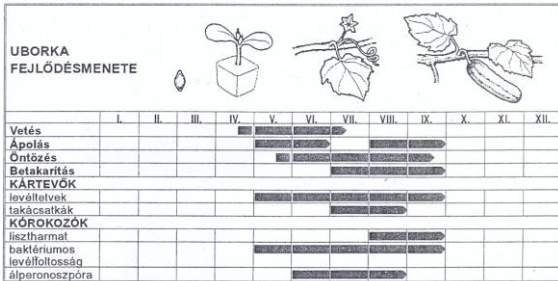 UBORKA
FEJLŐDÉSMENETE
I. II. III. IV. V. VI. VII. VIII. IX. X. XI. XII.
Vetés
Ápolás
Öntözés
Betakarítás
KÁRTEVŐK
levéltetvek
takácsatkák
KÓROKOZÓK
lisztharmat
baktériumos
levélfoltosság
álperonoszpóra